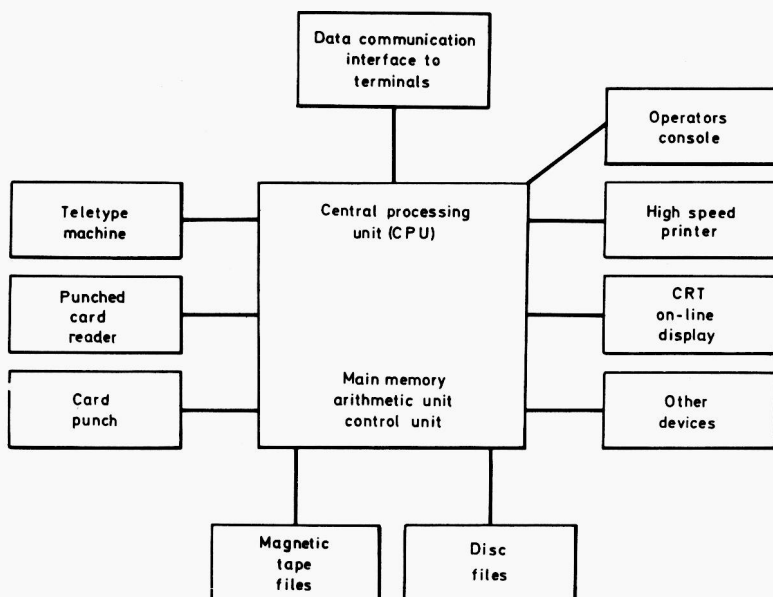 Data communication
interface to
terminals
Operators
console
Teletype
machine
Central processing
unit (CPU)
High speed
printer
Punched
card
reader
CRT
on-line
display
Card
punch
Main memory
arithmetic unit
control unit
Other
devices
Magnetic
tape
files
Disc
files